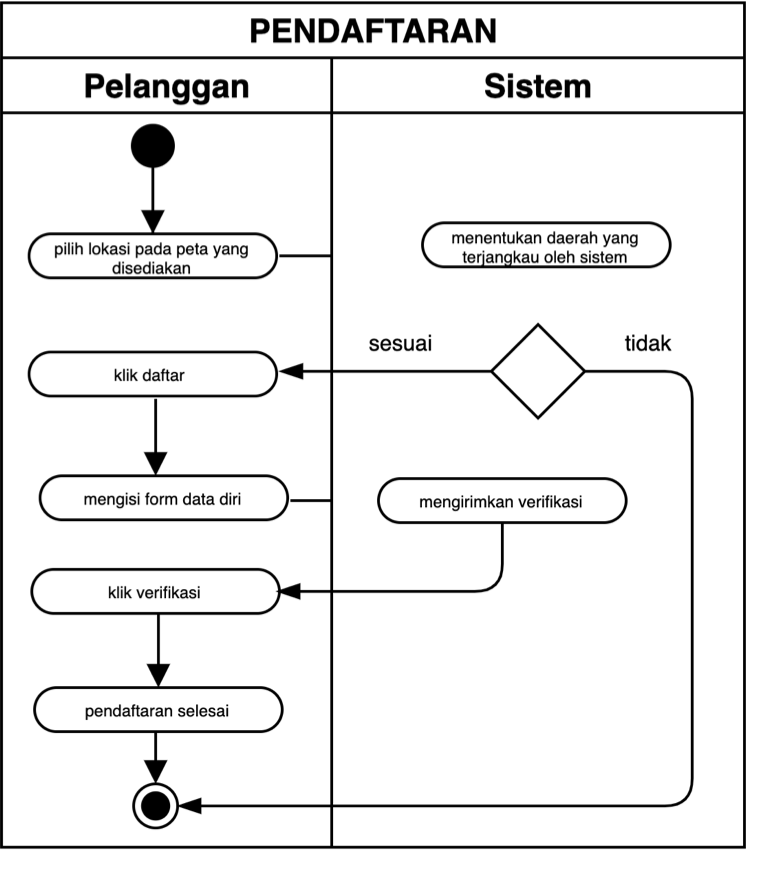 PENDAFTARAN
Pelanggan
Sistem
pilih lokasi pada peta yang
disediakan
menentukan daerah yang
terjangkau oleh sistem
sesuai
tidak
klik daftar
mengisi form data diri
mengirimkan verifikasi
klik verifikasi
pendaftaran selesai